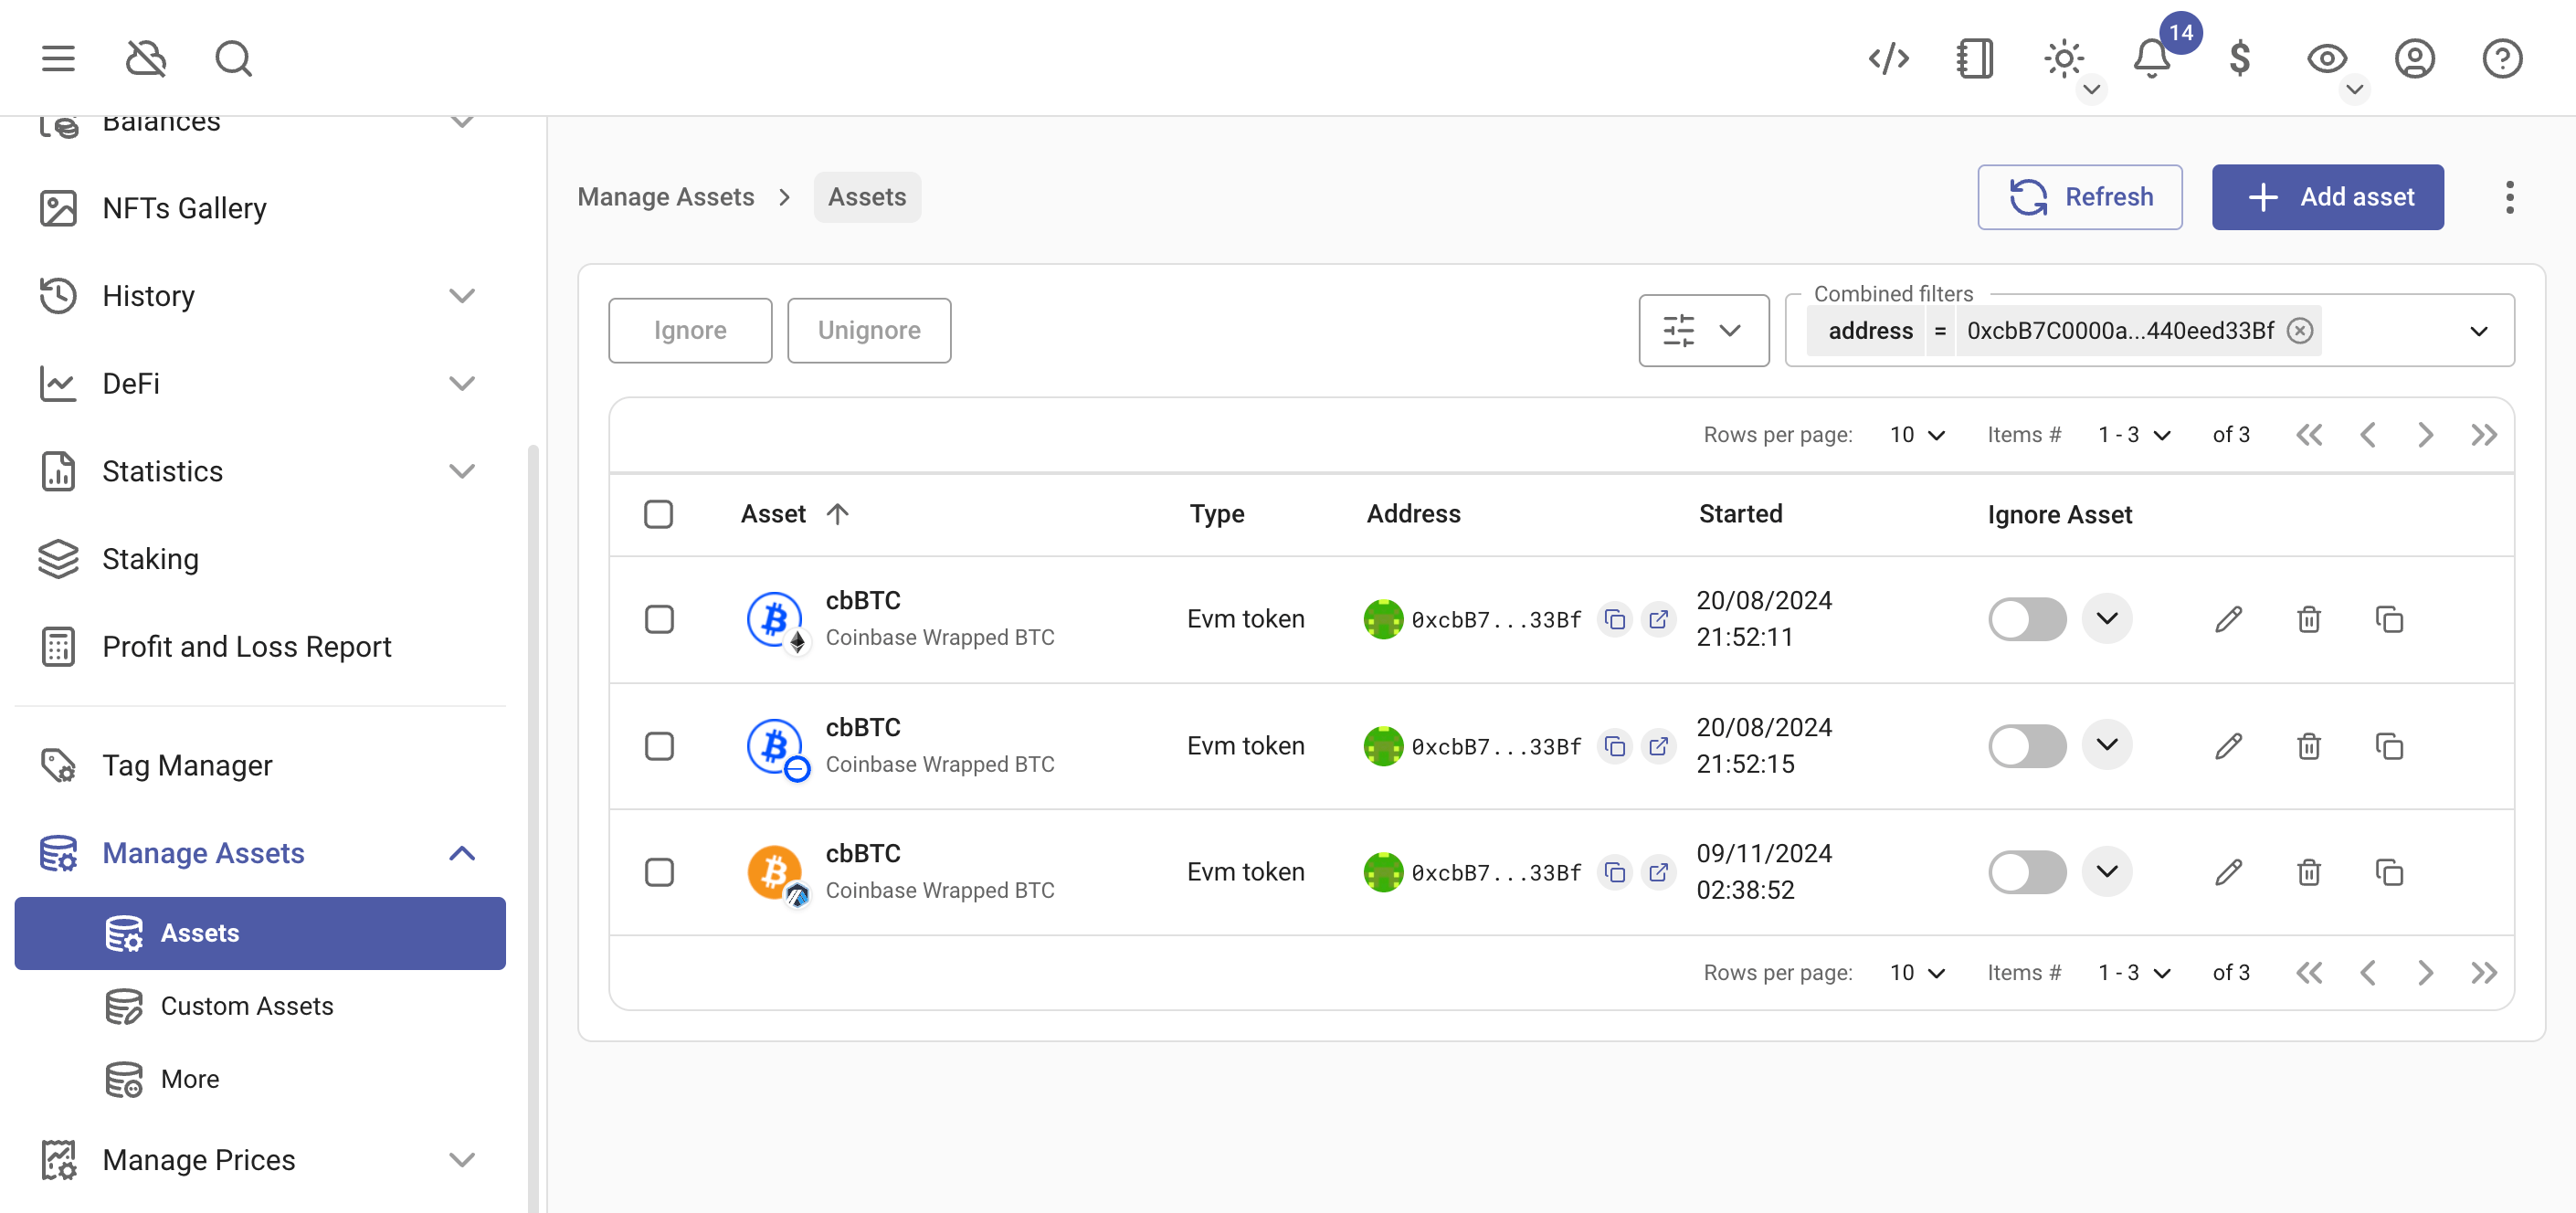 14
Balances
NFTs Gallery
History
DeFi
Statistics
Staking
Profit and Loss Report
Tag Manager
Manage Assets
Assets
Custom Assets
More
Manage Prices
Manage Assets
Assets
Refresh
Add asset
Ignore
Unignore
Combined filters
address = 0xcbB7C0000a...440eed33Bf
Rows per page: 10 Items # 1 - 3 of 3
Asset Type Address Started Ignore Asset
cbBTC
Coinbase Wrapped BTC
Evm token
0xcbB7...33Bf
20/08/2024
21:52:11
cbBTC
Coinbase Wrapped BTC
Evm token
0xcbB7...33Bf
20/08/2024
21:52:15
cbBTC
Coinbase Wrapped BTC
Evm token
0xcbB7...33Bf
09/11/2024
02:38:52
Rows per page: 10 Items # 1 - 3 of 3